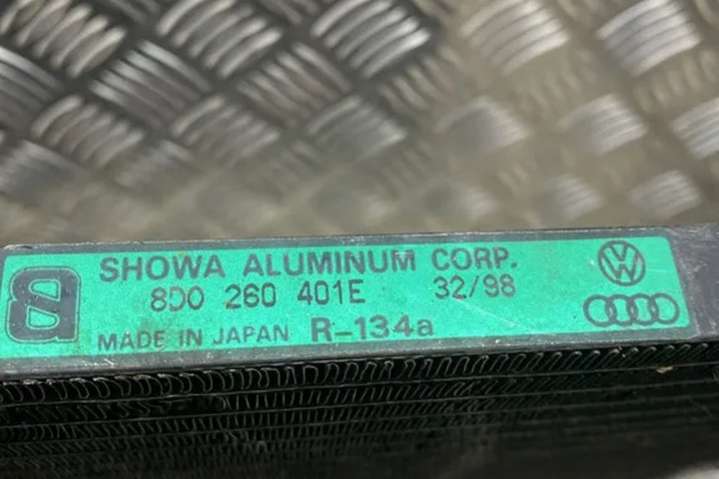 SHOWA ALUMINUM CORP.
8D0 260 401E 32/98
MADE IN JAPAN R-134a